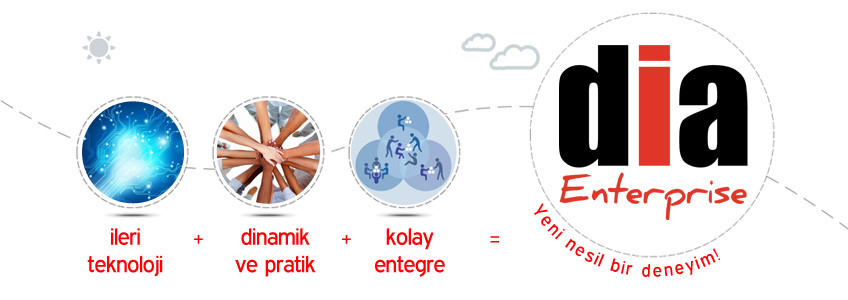 dia
Enterprise
Yeni nesil bir deneyim!
ileri
teknoloji
+
dinamik
ve pratik
+
kolay
entegre
=